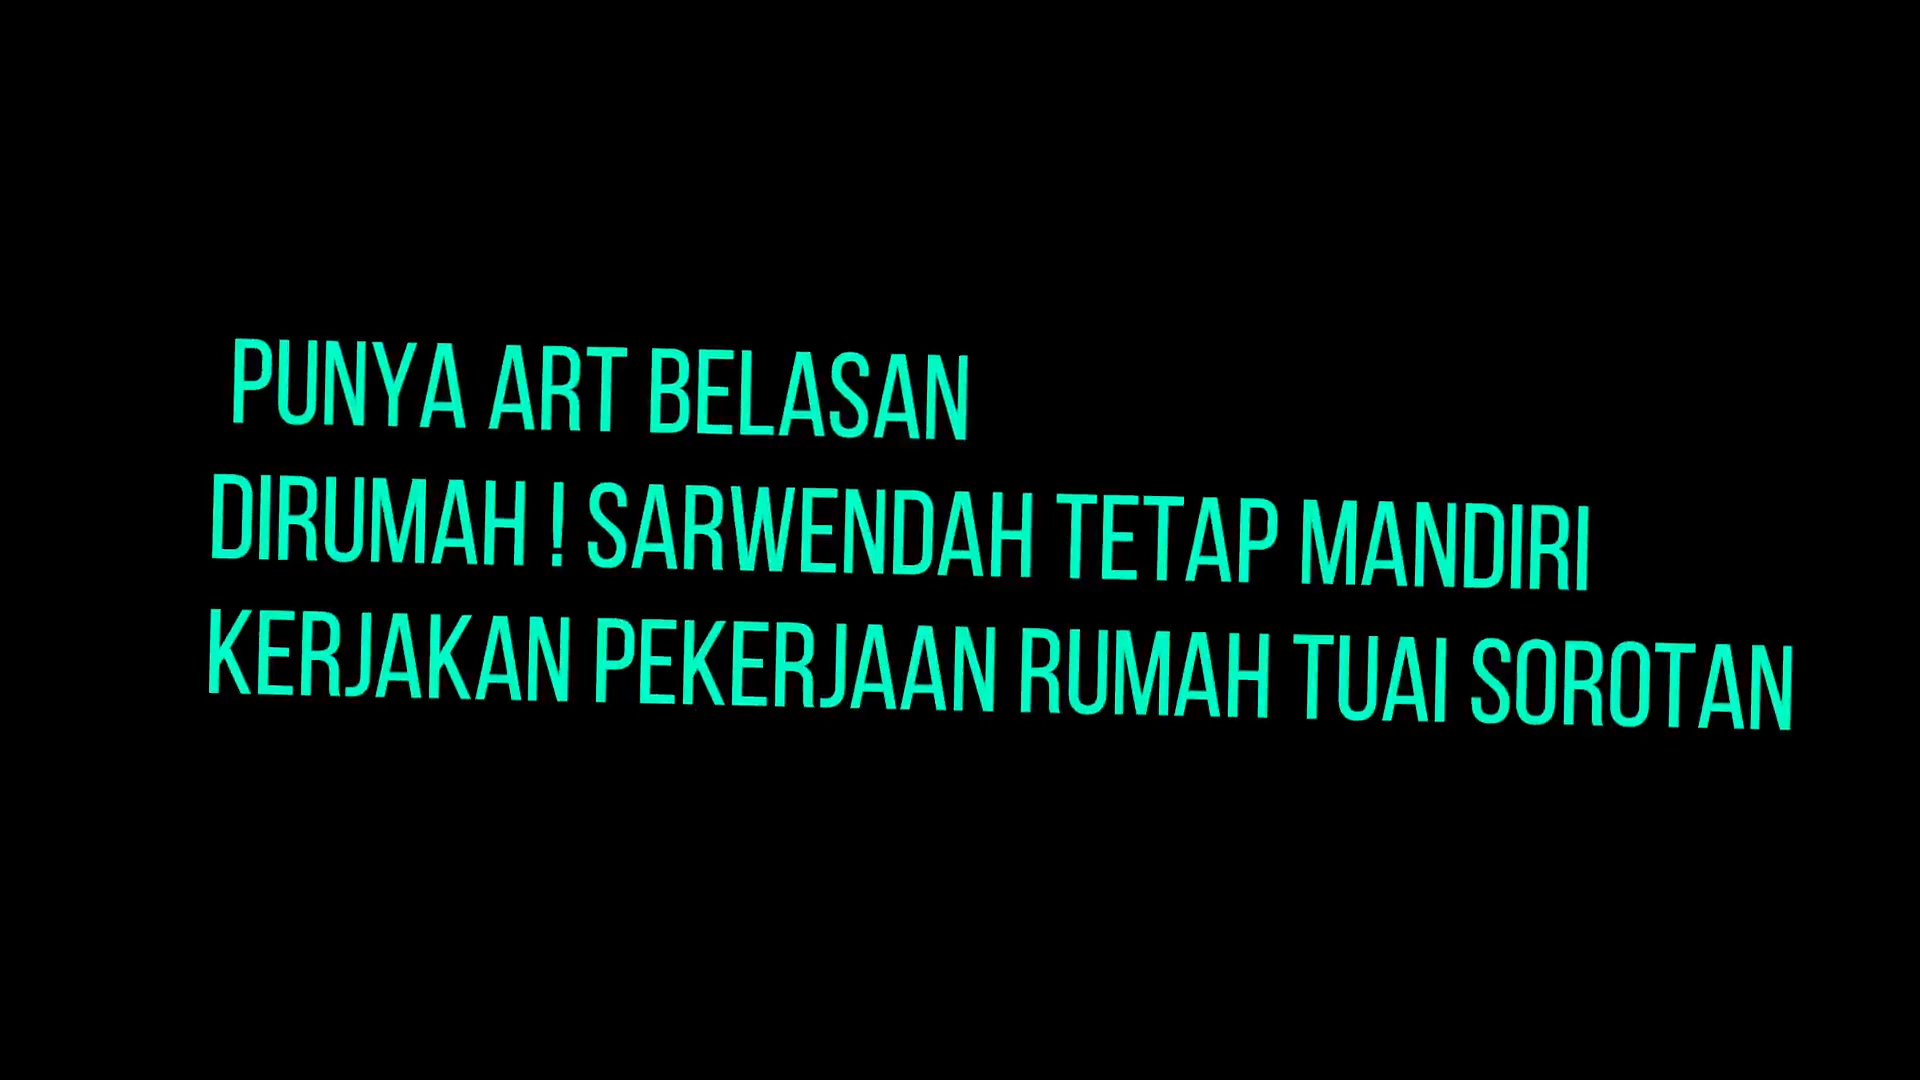 PUNYA ART BELASAN
DIRUMAH ! SARWENDAH TETAP MANDIRI
KERJAKAN PEKERJAAN RUMAH TUAI SOROTAN